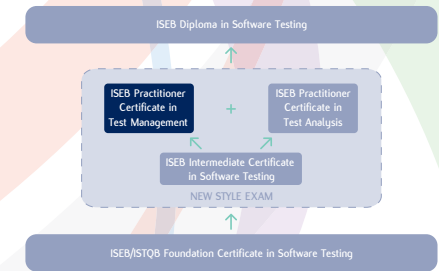 ISEB Diploma in Software Testing
ISEB Practitioner
Certificate in
Test Management
+
ISEB Practitioner
Certificate in
Test Analysis
ISEB Intermediate Certificate
in Software Testing
NEW STYLE EXAM
ISEB/ISTQB Foundation Certificate in Software Testing